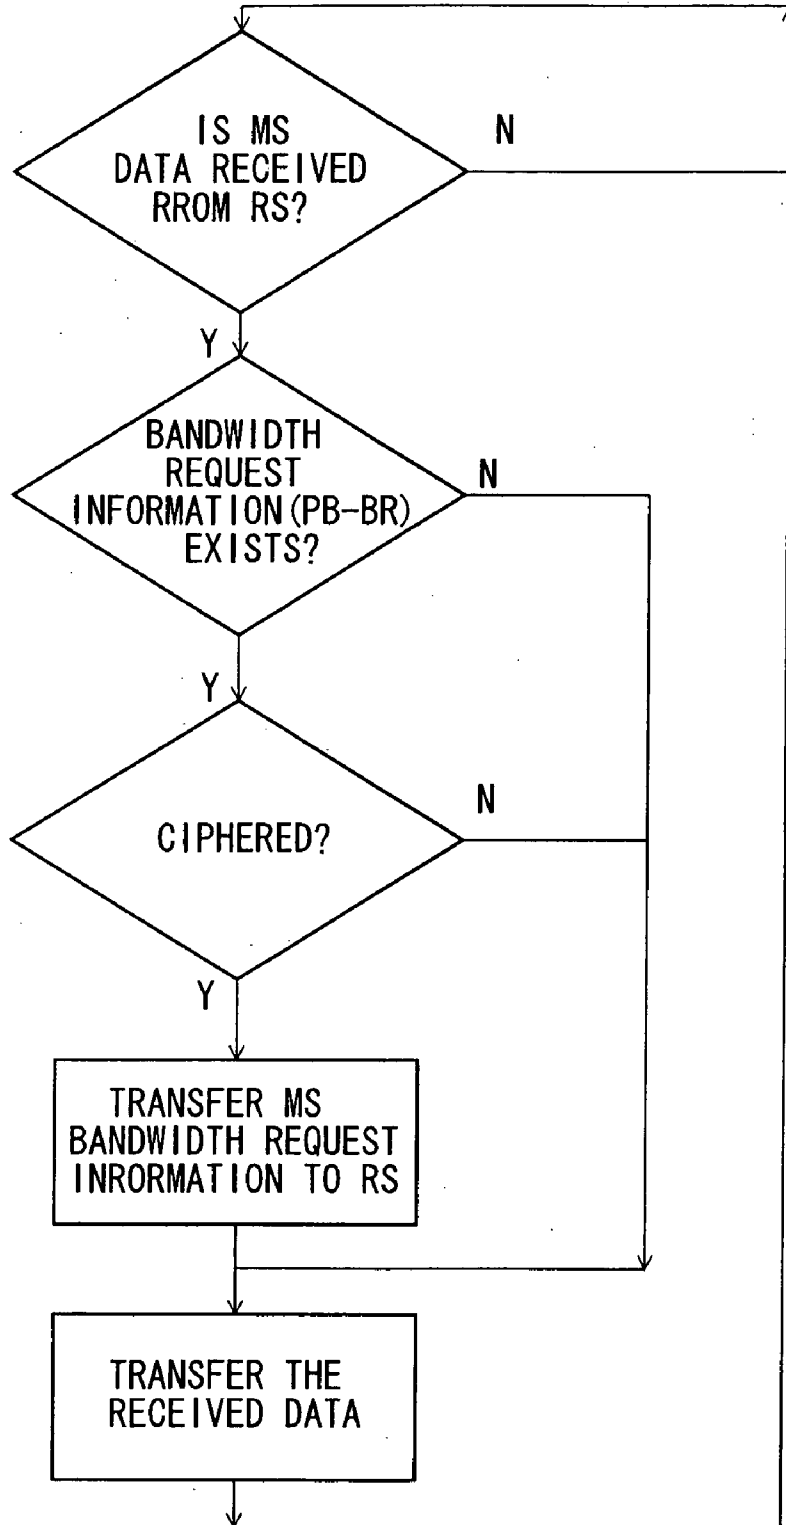 IS MS
DATA RECEIVED
RROM RS?
N
Y
BANDWIDTH
REQUEST
INFORMATION(PB-BR)
EXISTS?
N
Y
CIPHERED?
N
Y
TRANSFER MS
BANDWIDTH REQUEST
INRORMATION TO RS
TRANSFER THE
RECEIVED DATA